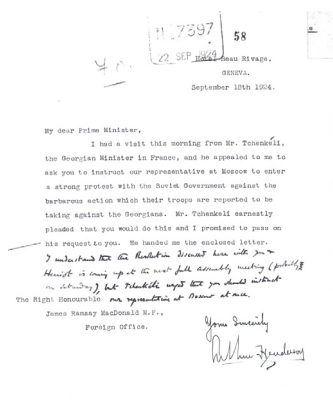 N 7397
58
22 SEP 1924
Hotel Beau Rivage,
GENEVA.
September 18th 1924.
My dear Prime Minister,
I had a visit this morning from Mr. Tchenkéli,
the Georgian Minister in France, and he appealed to me to
ask you to instruct our representative at Moscow to enter
a strong protest with the Soviet Government against the
barbarous action which their troops are reported to be
taking against the Georgians. Mr. Tchenkeli earnestly
pleaded that you would do this and I promised to pass on
his request to you. He handed me the enclosed letter.
I understand that the Resolution discussed here with you &
Herriot is coming up at the next full Assembly meeting (probably
on Saturday), but Tchenkéli urged that you should instruct
The Right Honourable our representative at Moscow at once.
James Ramsay MacDonald M.P.,
Foreign Office.
Yours Sincerely
Arthur Henderson